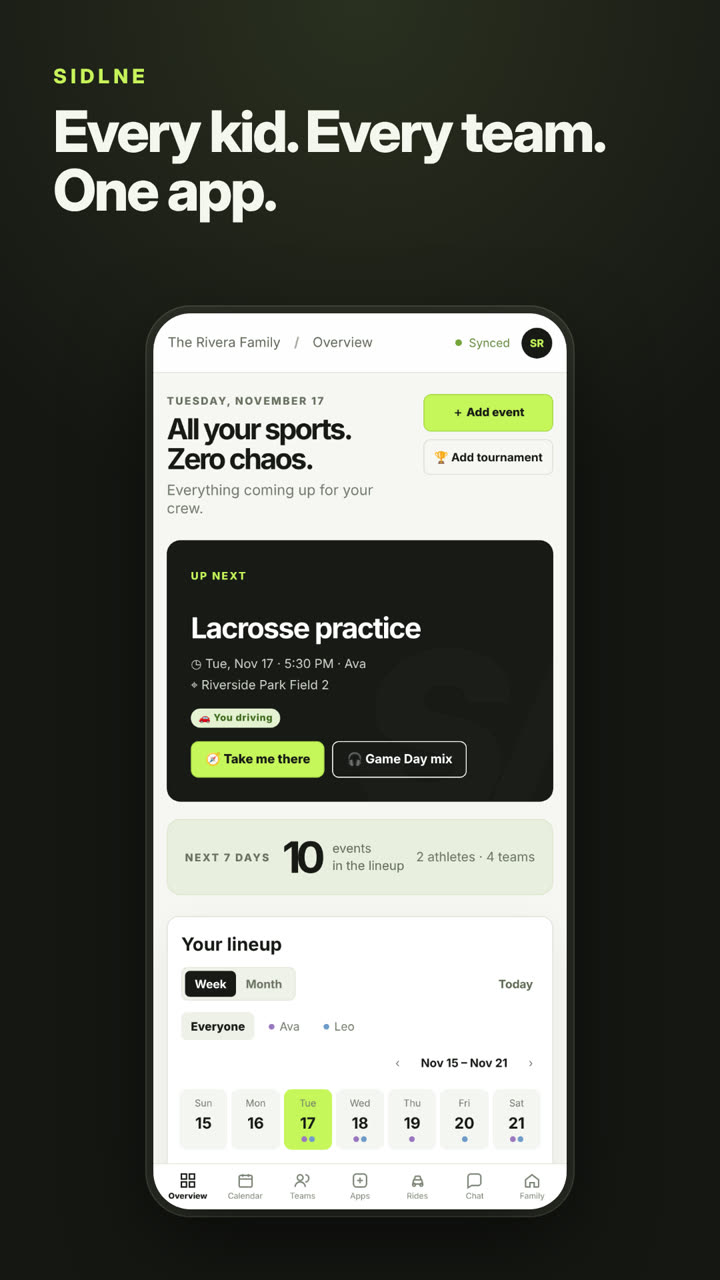 SIDLNE
Every kid. Every team.
One app.
The Rivera Family / Overview
Synced
SR
TUESDAY, NOVEMBER 17
All your sports.
Zero chaos.
Everything coming up for your
crew.
+ Add event
🏆 Add tournament
UP NEXT
Lacrosse practice
Tue, Nov 17 · 5:30 PM · Ava
Riverside Park Field 2
🚗 You driving
🧭 Take me there
🎧 Game Day mix
NEXT 7 DAYS
10
events
in the lineup
2 athletes · 4 teams
Your lineup
Week Month
Today
Everyone Ava Leo
‹ Nov 15 – Nov 21 ›
Sun Mon Tue Wed Thu Fri Sat
15 16 17 18 19 20 21
Overview Calendar Teams Apps Rides Chat Family